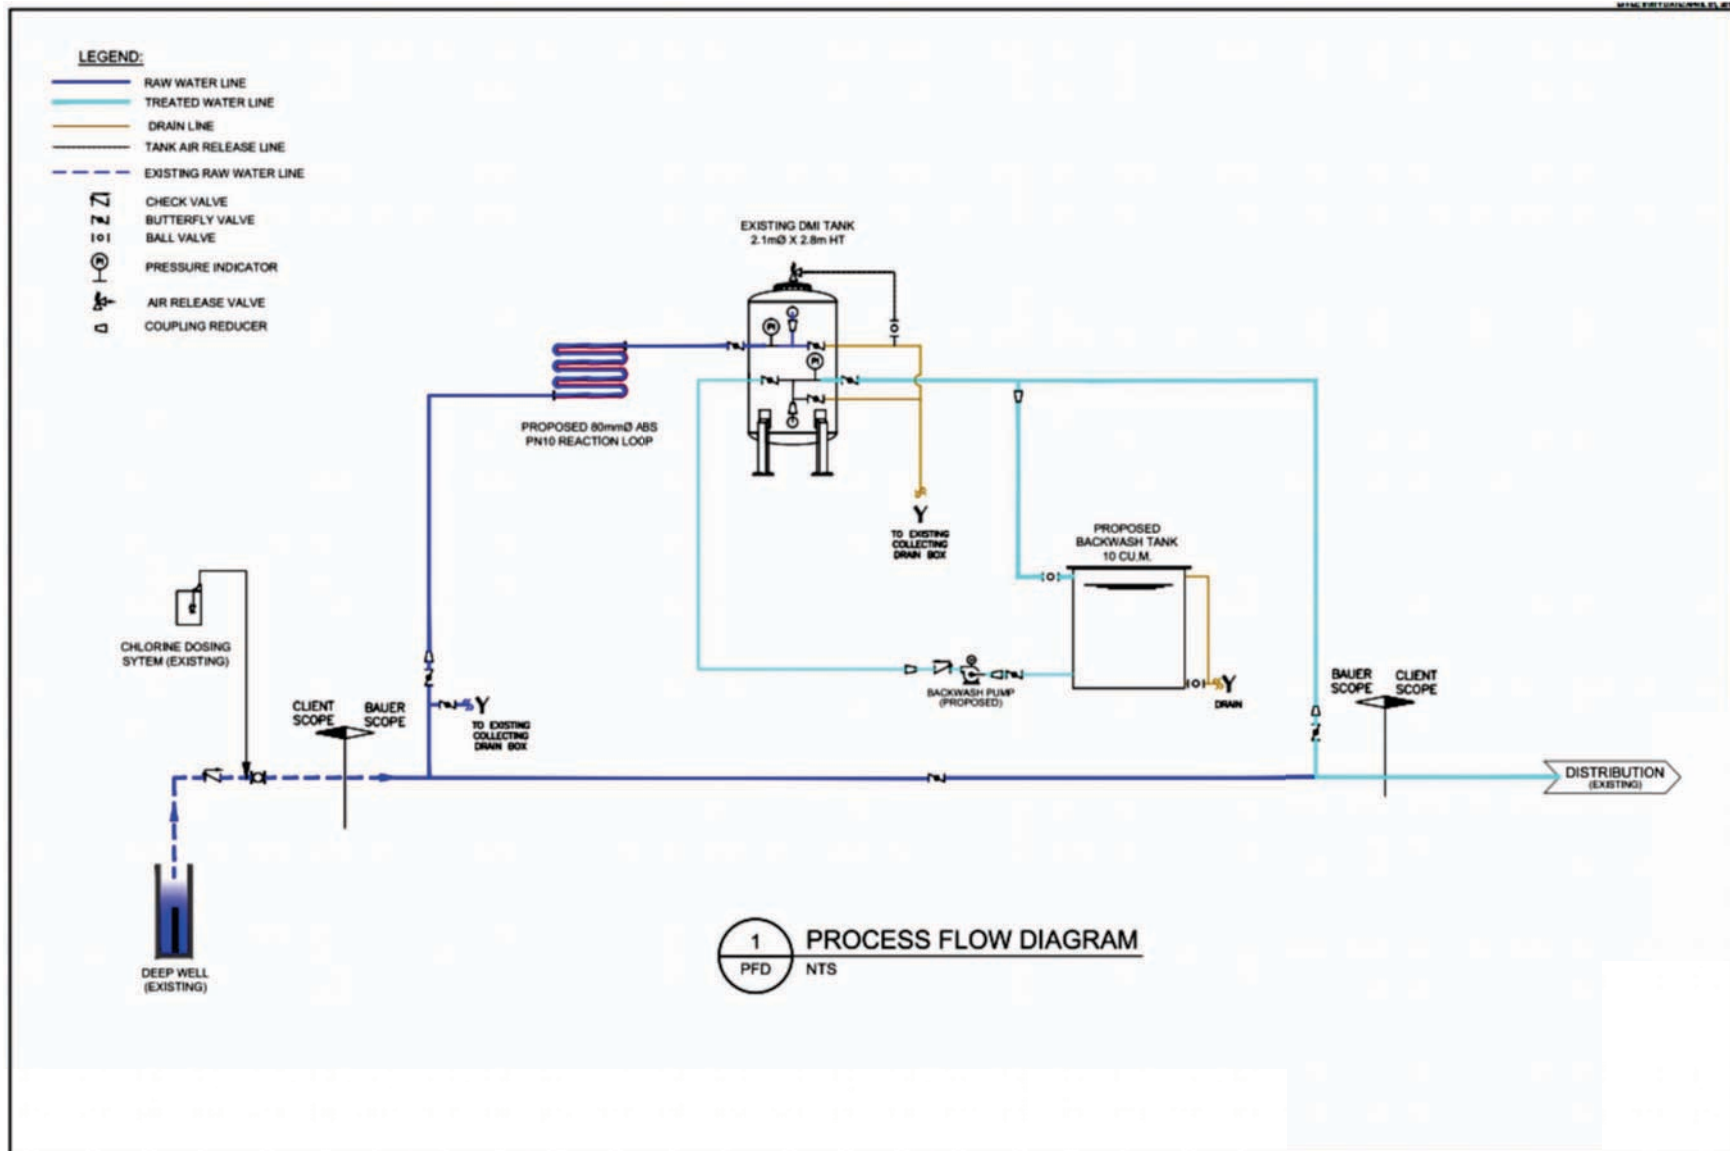 LEGEND:
RAW WATER LINE
TREATED WATER LINE
DRAIN LINE
TANK AIR RELEASE LINE
EXISTING RAW WATER LINE
CHECK VALVE
BUTTERFLY VALVE
BALL VALVE
PI
PRESSURE INDICATOR
AIR RELEASE VALVE
COUPLING REDUCER
EXISTING DMI TANK
2.1mØ X 2.8m HT
PI
PI
PROPOSED 80mmØ ABS
PN10 REACTION LOOP
TO EXISTING
COLLECTING
DRAIN BOX
PROPOSED
BACKWASH TANK
10 CU.M.
CHLORINE DOSING
SYTEM (EXISTING)
BACKWASH PUMP
(PROPOSED)
DRAIN
CLIENT
SCOPE
BAUER
SCOPE
TO EXISTING
COLLECTING
DRAIN BOX
BAUER
SCOPE
CLIENT
SCOPE
DISTRIBUTION
(EXISTING)
DEEP WELL
(EXISTING)
1
PFD
PROCESS FLOW DIAGRAM
NTS